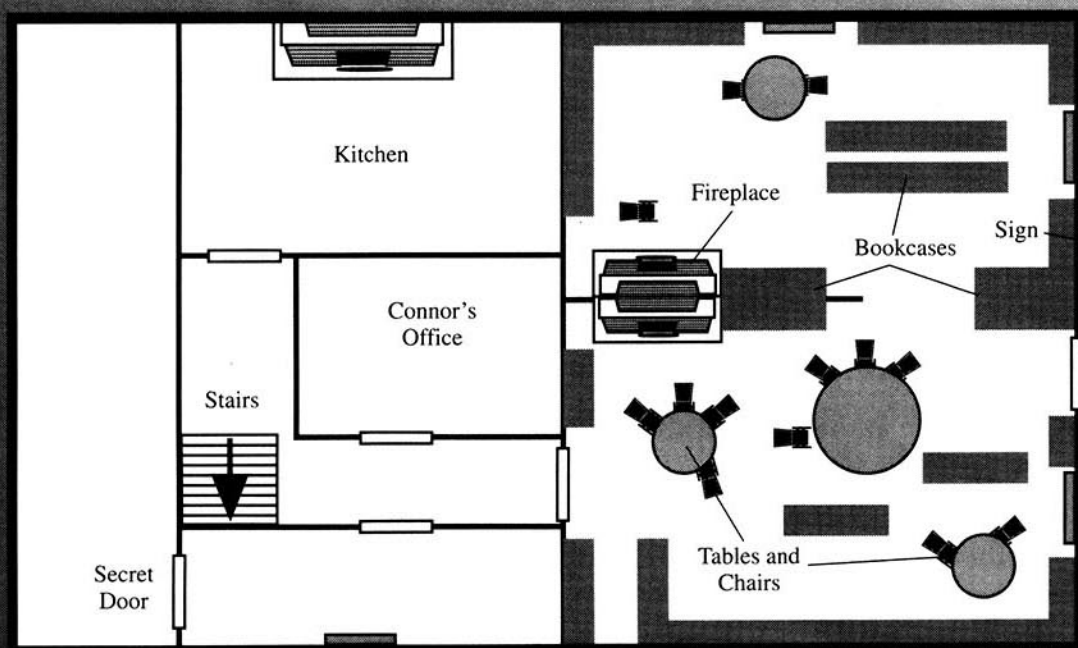 Kitchen
Fireplace
Sign
Bookcases
Connor's
Office
Stairs
Tables and
Chairs
Secret
Door